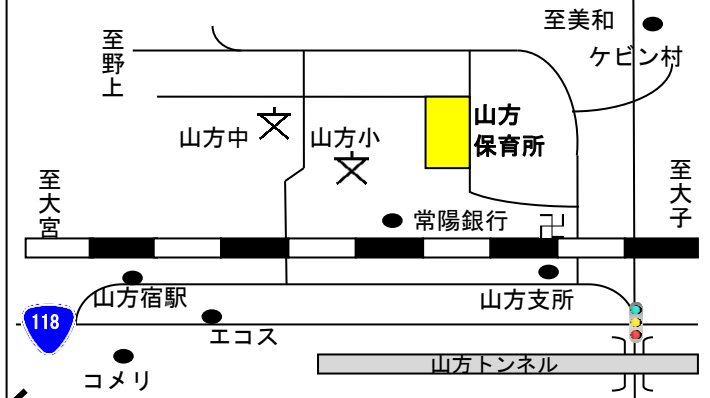 至美和
ケビン村
至野上
山方
保育所
山方中
山方小
至大宮
至大子
常陽銀行
山方宿駅
山方支所
118
エコス
山方トンネル
コメリ